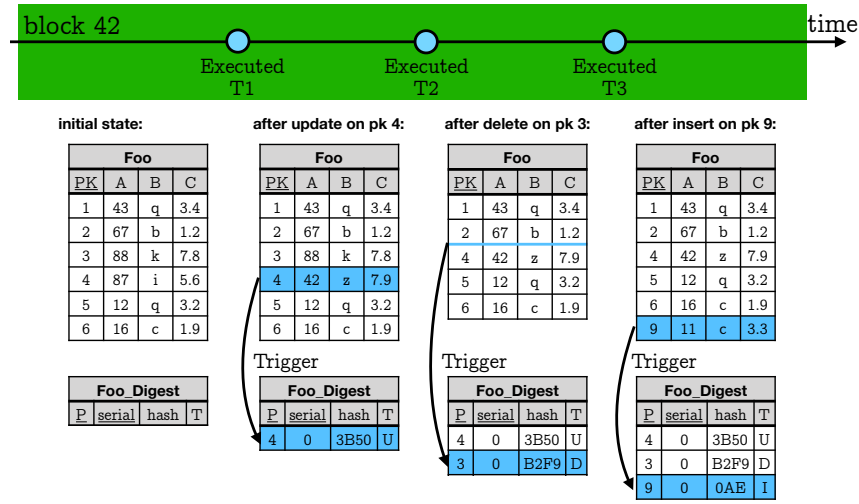 block 42
time
Executed T1
Executed T2
Executed T3
initial state:
after update on pk 4:
after delete on pk 3:
after insert on pk 9:
Foo
PK A B C
1 43 q 3.4
2 67 b 1.2
3 88 k 7.8
4 87 i 5.6
5 12 q 3.2
6 16 c 1.9
Foo_Digest
P serial hash T
Foo
PK A B C
1 43 q 3.4
2 67 b 1.2
3 88 k 7.8
4 42 z 7.9
5 12 q 3.2
6 16 c 1.9
Trigger
Foo_Digest
P serial hash T
4 0 3B50 U
Foo
PK A B C
1 43 q 3.4
2 67 b 1.2
4 42 z 7.9
5 12 q 3.2
6 16 c 1.9
Trigger
Foo_Digest
P serial hash T
4 0 3B50 U
3 0 B2F9 D
Foo
PK A B C
1 43 q 3.4
2 67 b 1.2
4 42 z 7.9
5 12 q 3.2
6 16 c 1.9
9 11 c 3.3
Trigger
Foo_Digest
P serial hash T
4 0 3B50 U
3 0 B2F9 D
9 0 0AE I